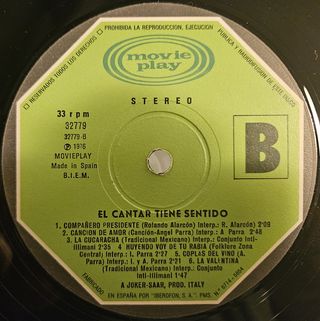 PROHIBIDA LA REPRODUCCION, EJECUCION
PUBLICA Y RADIODIFUSION DE ESTE DISCO
RESERVADOS TODOS LOS DERECHOS
movie
play
STEREO
33 rpm
32779
32779-B
Ⓟ 1976
MOVIEPLAY
Made in Spain
B.I.E.M.
B
EL CANTAR TIENE SENTIDO
1. COMPAÑERO PRESIDENTE (Rolando Alarcón) Interp.: R. Alarcón) 2:09
2. CANCION DE AMOR (Canción-Angel Parra) Interp.: A Parra 2:48
3. LA CUCARACHA (Tradicional Mexicano) Interp.: Conjunto Inti-
Illimani 2:35 4 HUYENDO VOY DE TU RABIA (Folklore Zona
Central) Interp.: I. Parra 2:21 5 COPLAS DEL VINO (A. Parra)
Interp.: I. y A. Parra 2:21 6 LA VALENTINA
(Tradicional Mexicano) Interp.: Conjunto
Inti-Illimani 1:47
A JOKER-SAAR, PROD. ITALY
FABRICADO
EN ESPAÑA POR "IBEROFON, S. A.", PMS.